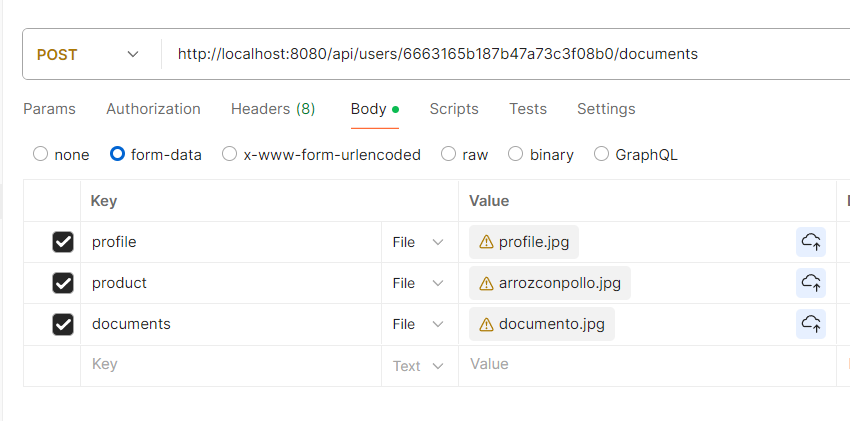 POST http://localhost:8080/api/users/6663165b187b47a73c3f08b0/documents
Params Authorization Headers (8) Body Scripts Tests Settings
none form-data x-www-form-urlencoded raw binary GraphQL
Key Value
profile File profile.jpg
product File arrozconpollo.jpg
documents File documento.jpg
Key Text Value